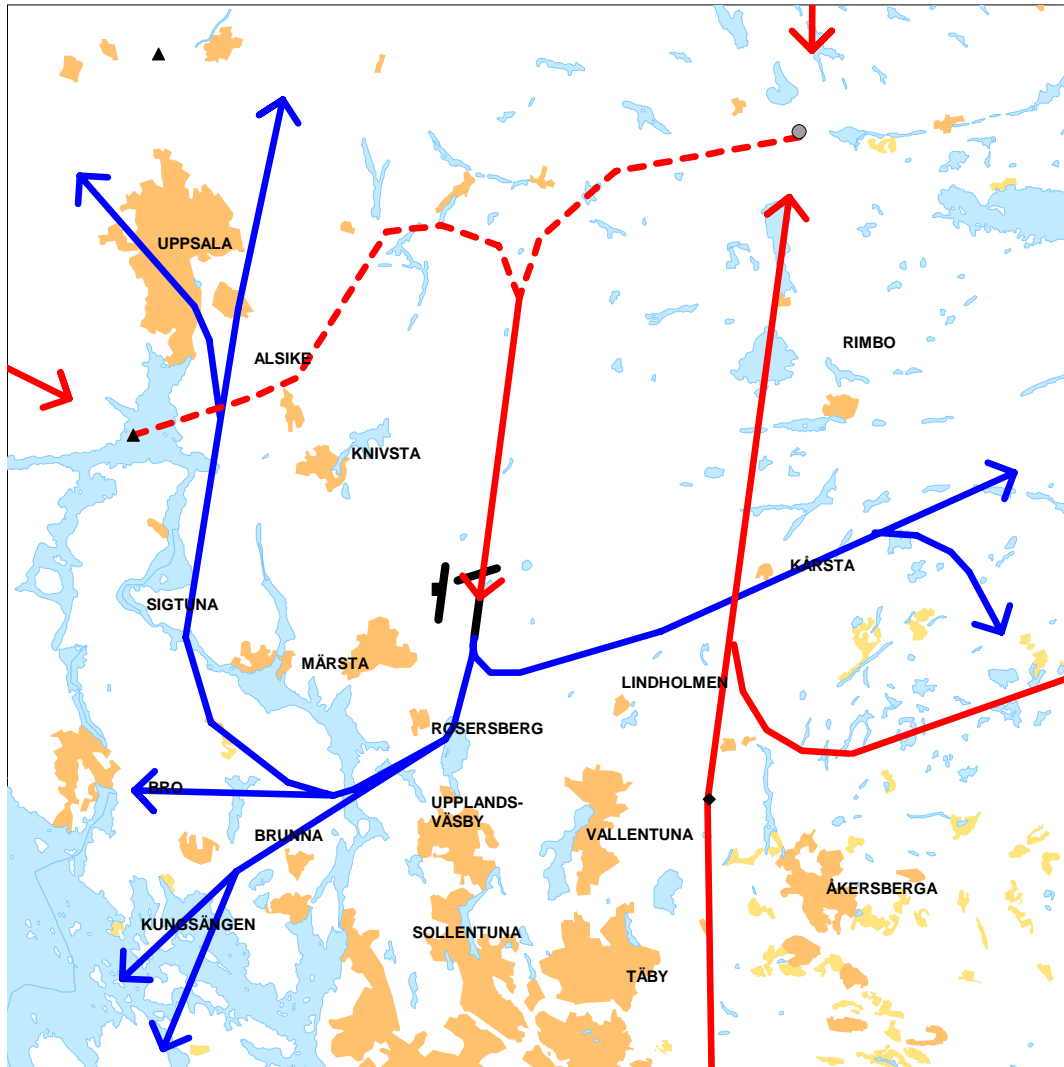 UPPSALA
RIMBO
ALSIKE
KNIVSTA
KÅRSTA
SIGTUNA
MÄRSTA
LINDHOLMEN
ROSERSBERG
BRO
UPPLANDS-
VÄSBY
BRUNNA
VALLENTUNA
ÅKERSBERGA
KUNGSÄNGEN
SOLLENTUNA
TÄBY